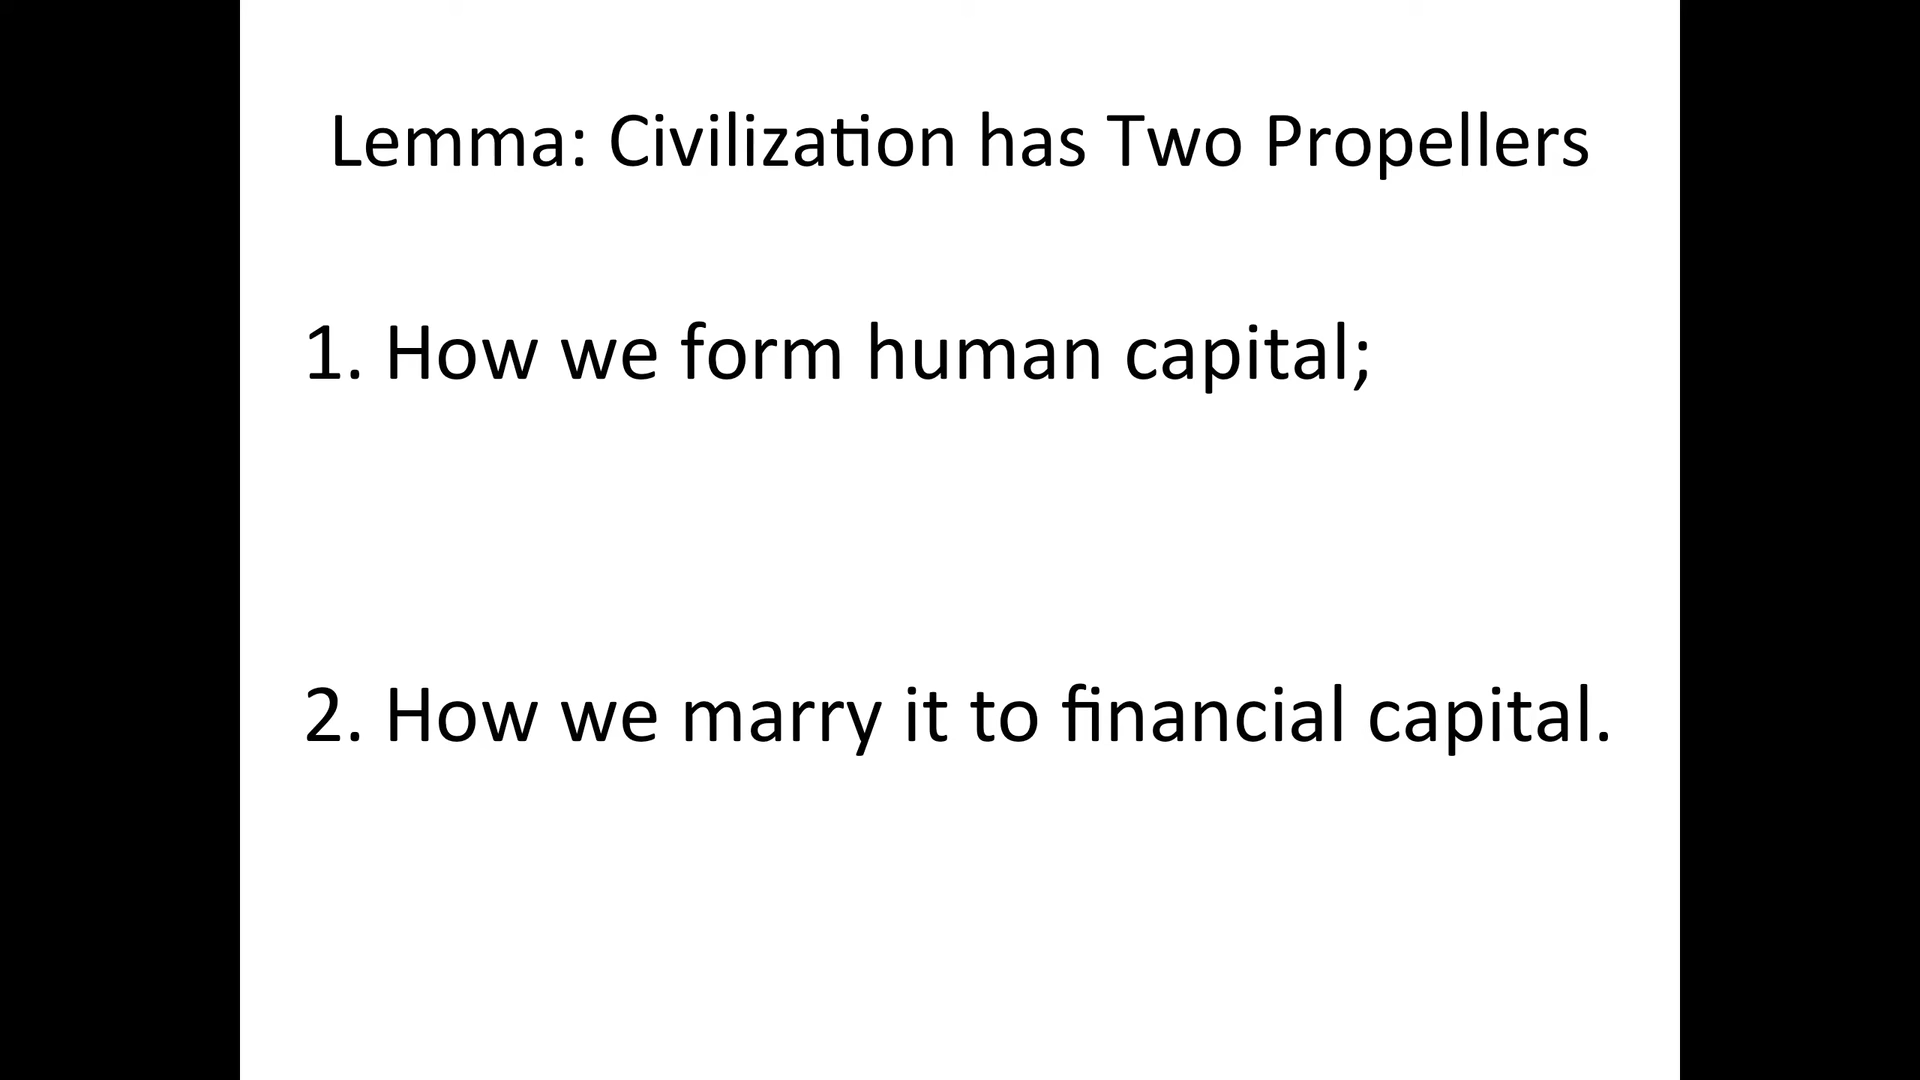 Lemma: Civilization has Two Propellers
1. How we form human capital;
2. How we marry it to financial capital.